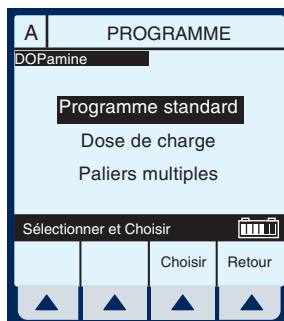 A PROGRAMME
DOPamine
Programme standard
Dose de charge
Paliers multiples
Sélectionner et Choisir
Choisir Retour